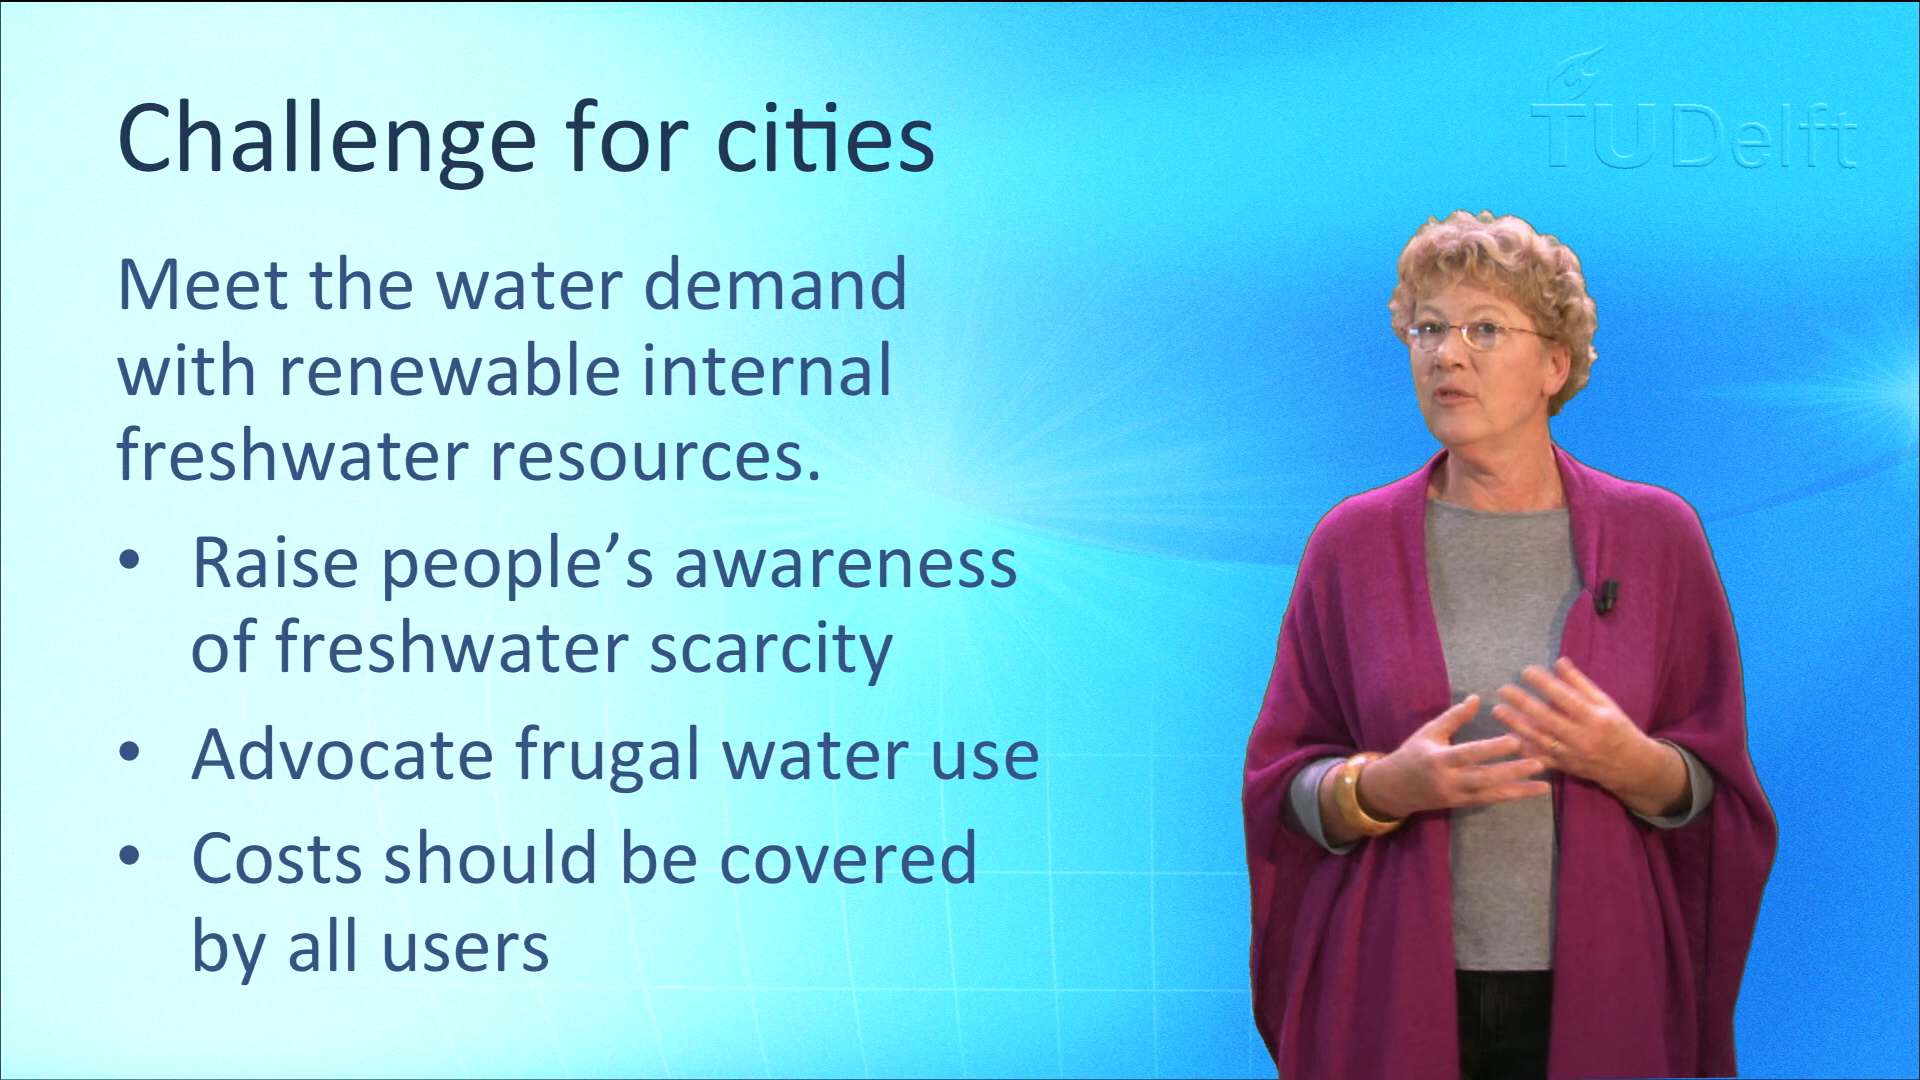 TU Delft
Challenge for cities
Meet the water demand
with renewable internal
freshwater resources.
• Raise people’s awareness
of freshwater scarcity
• Advocate frugal water use
• Costs should be covered
by all users